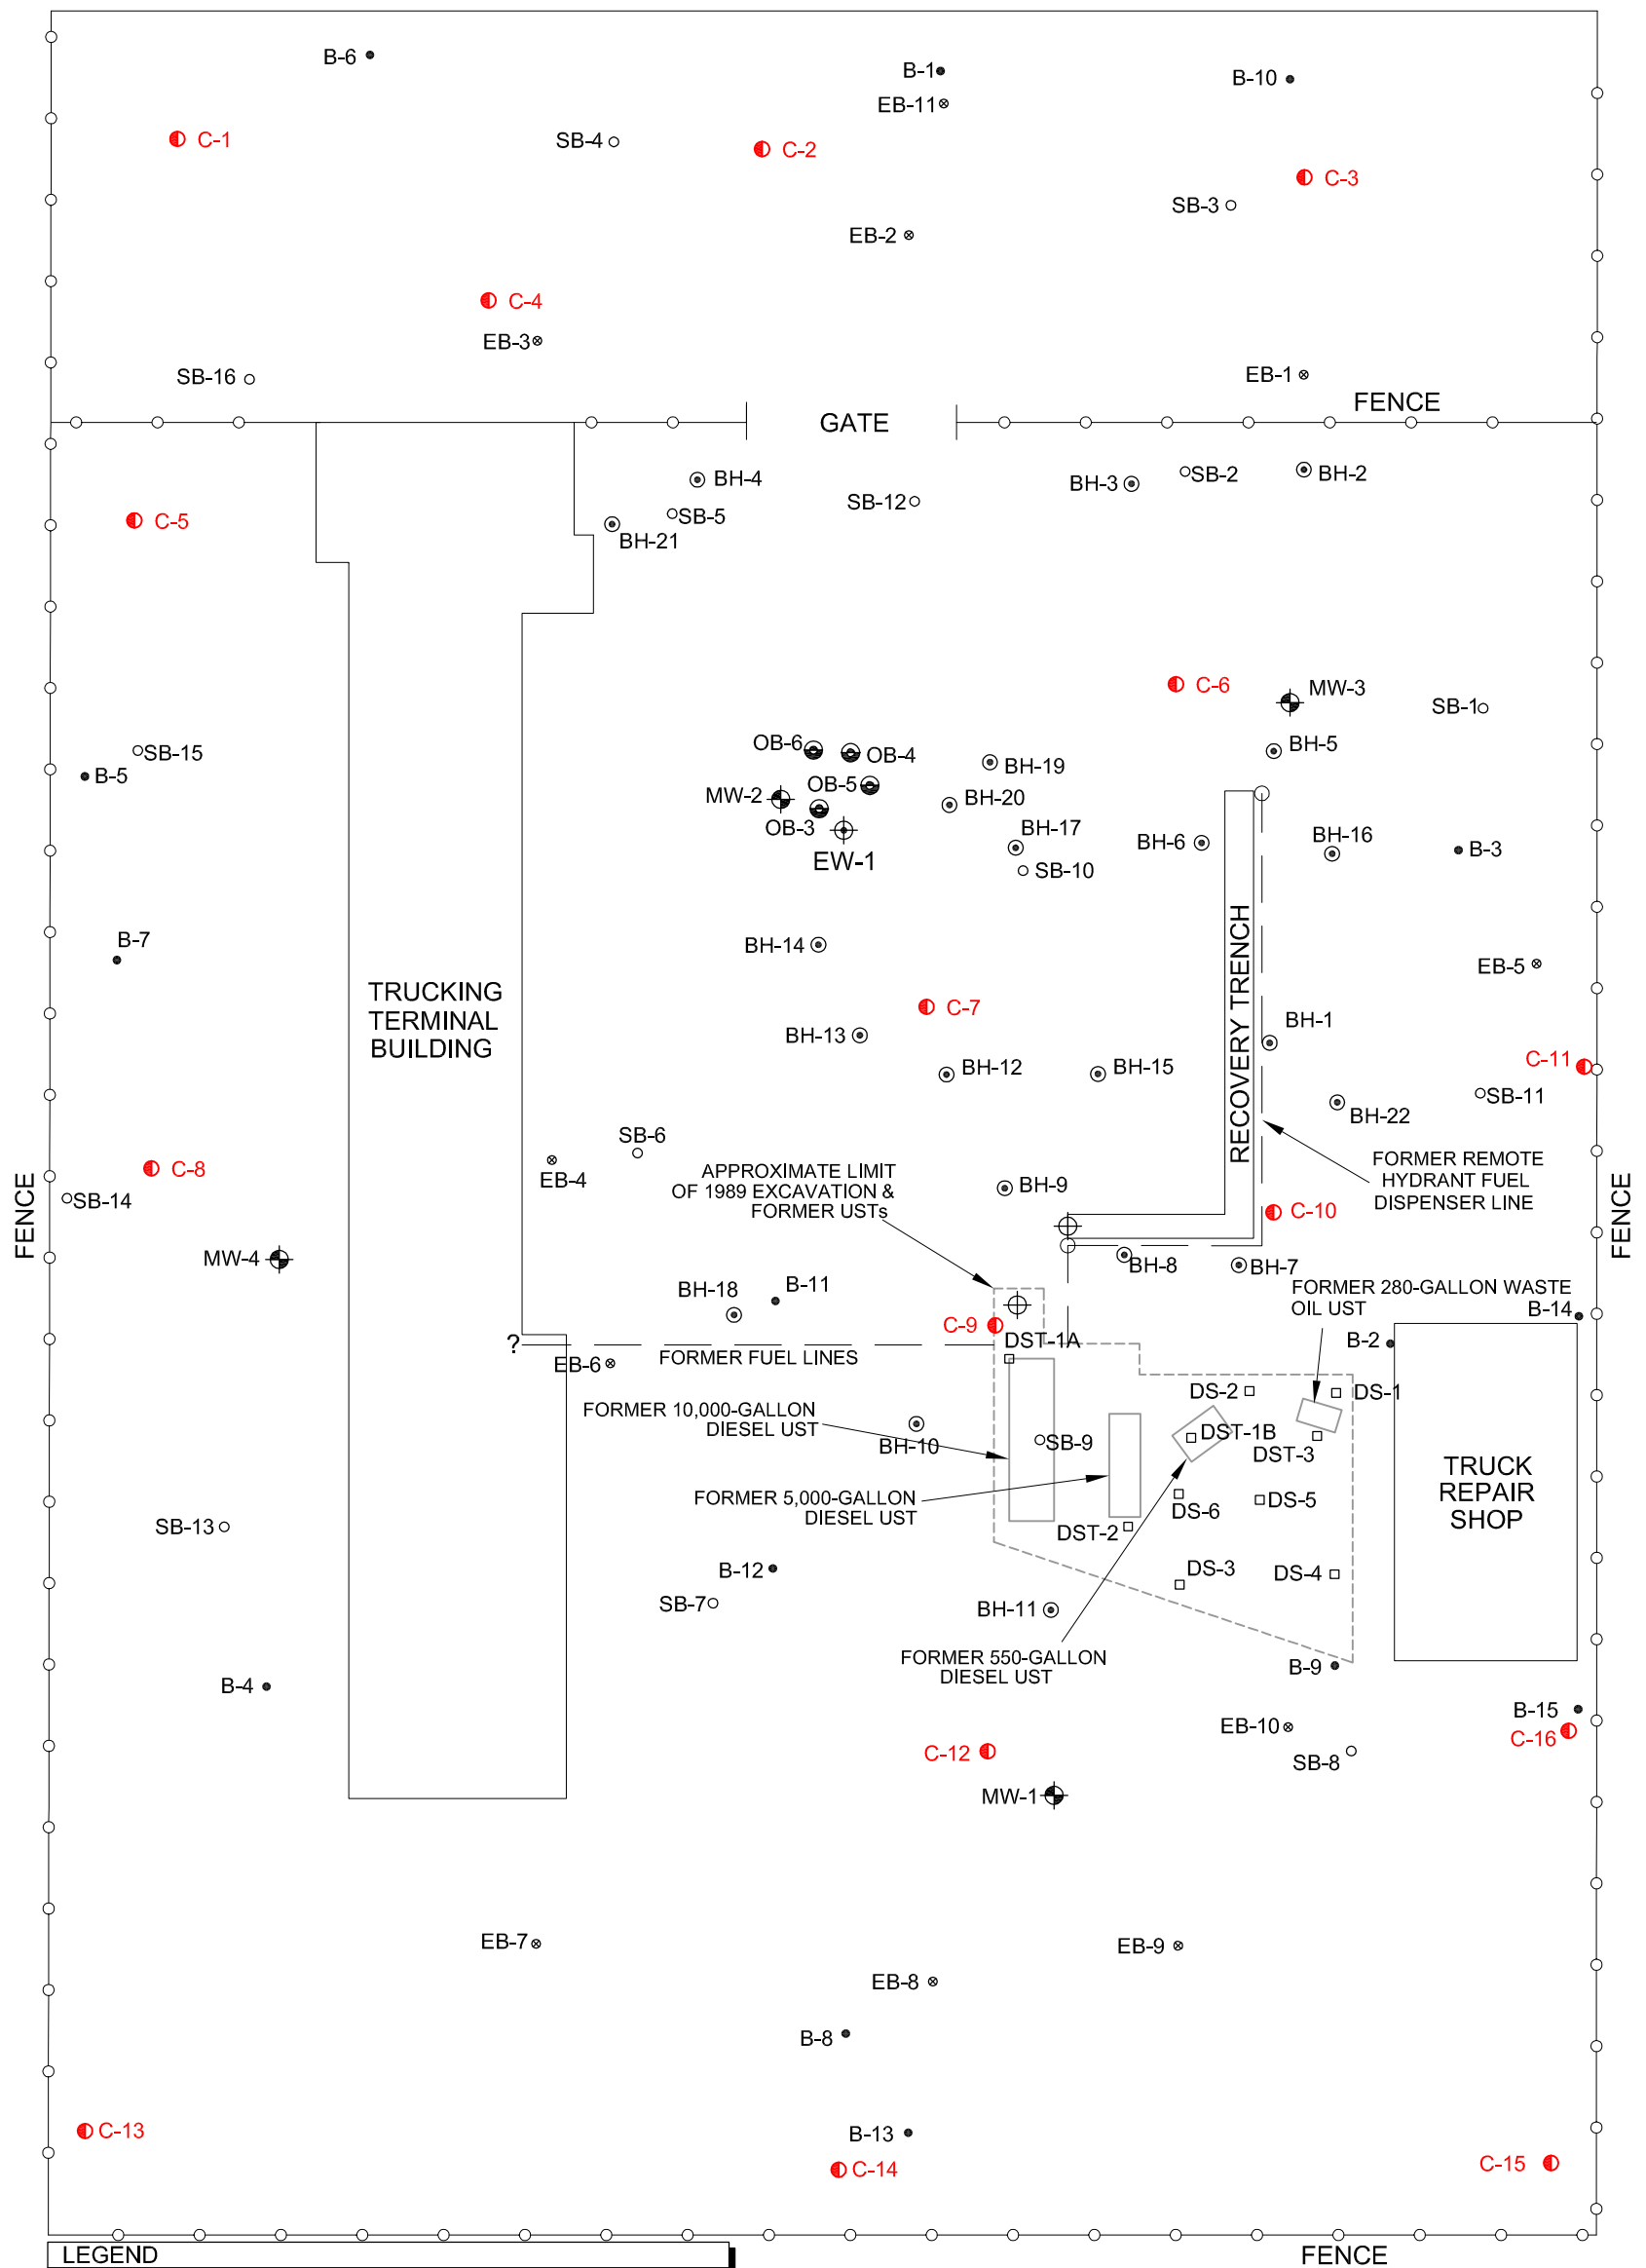 B-6
B-1
B-10
EB-11
C-1
SB-4
C-2
C-3
SB-3
EB-2
C-4
EB-3
SB-16
EB-1
FENCE
GATE
BH-4
BH-3
SB-2
BH-2
SB-12
C-5
SB-5
BH-21
C-6
MW-3
SB-1
SB-15
B-5
OB-6
OB-4
BH-5
BH-19
OB-5
MW-2
BH-20
OB-3
BH-17
BH-6
BH-16
B-3
EW-1
SB-10
B-7
BH-14
EB-5
RECOVERY TRENCH
TRUCKING
TERMINAL
BUILDING
C-7
BH-13
BH-1
C-11
BH-12
BH-15
SB-11
BH-22
SB-6
EB-4
C-8
SB-14
FENCE
APPROXIMATE LIMIT
OF 1989 EXCAVATION &
FORMER USTs
BH-9
FORMER REMOTE
HYDRANT FUEL
DISPENSER LINE
FENCE
C-10
MW-4
BH-8
BH-7
FORMER 280-GALLON WASTE
OIL UST
BH-18
B-11
B-14
C-9
DST-1A
B-2
?
FORMER FUEL LINES
EB-6
DS-2
DS-1
FORMER 10,000-GALLON
DIESEL UST
BH-10
SB-9
DST-1B
DST-3
TRUCK
REPAIR
SHOP
FORMER 5,000-GALLON
DIESEL UST
DS-6
DS-5
DST-2
SB-13
B-12
SB-7
DS-3
DS-4
BH-11
FORMER 550-GALLON
DIESEL UST
B-9
B-4
B-15
EB-10
C-16
C-12
SB-8
MW-1
EB-7
EB-9
EB-8
B-8
C-13
B-13
C-14
C-15
LEGEND
FENCE